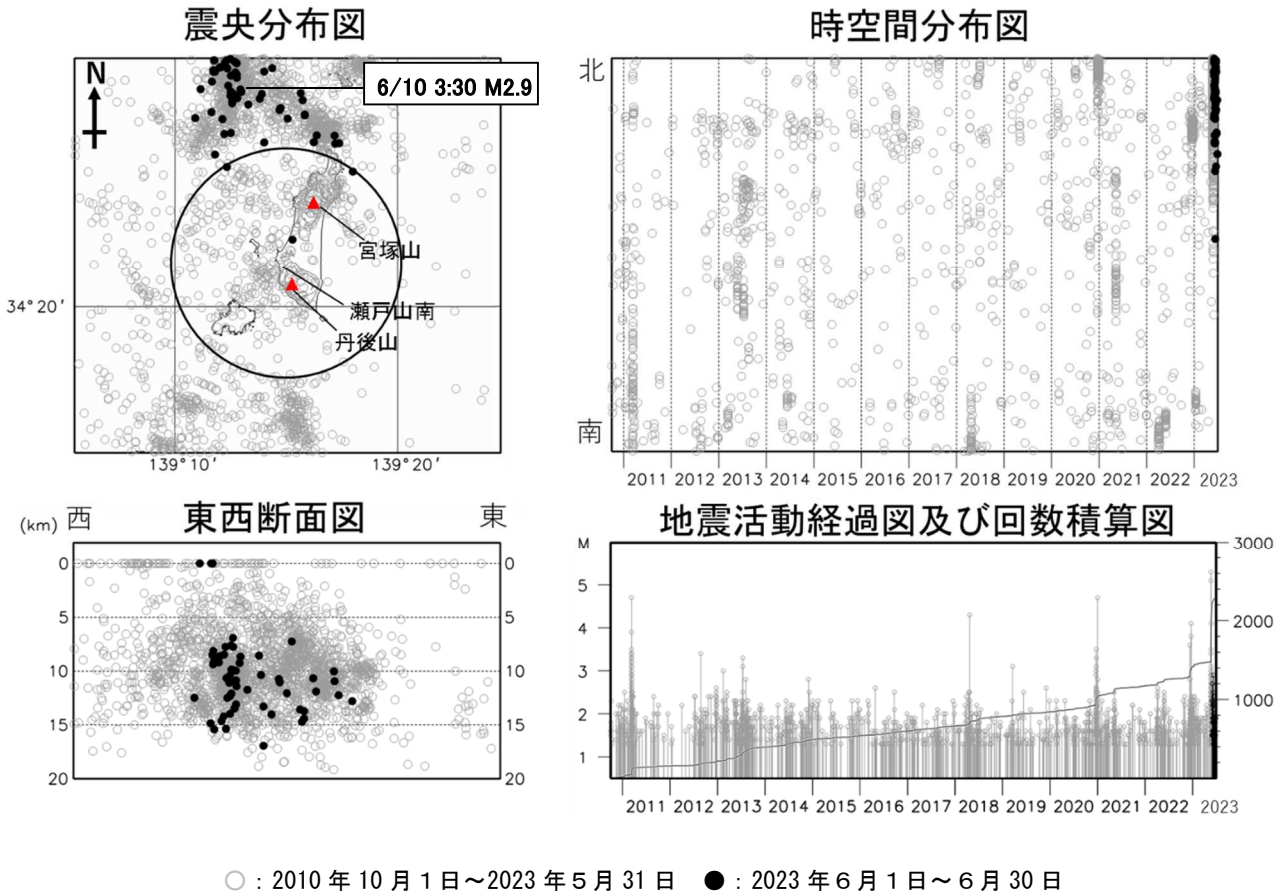 震央分布図
N
6/10 3:30 M2.9
宮塚山
瀬戸山南
丹後山
34°20′
139°10′
139°20′
時空間分布図
北
南
2011 2012 2013 2014 2015 2016 2017 2018 2019 2020 2021 2022 2023
東西断面図
(km) 西
東
0
5
10
15
20
0
5
10
15
20
地震活動経過図及び回数積算図
M
5
4
3
2
1
3000
2000
1000
2011 2012 2013 2014 2015 2016 2017 2018 2019 2020 2021 2022 2023
○ : 2010年10月1日~2023年5月31日 ● : 2023年6月1日~6月30日